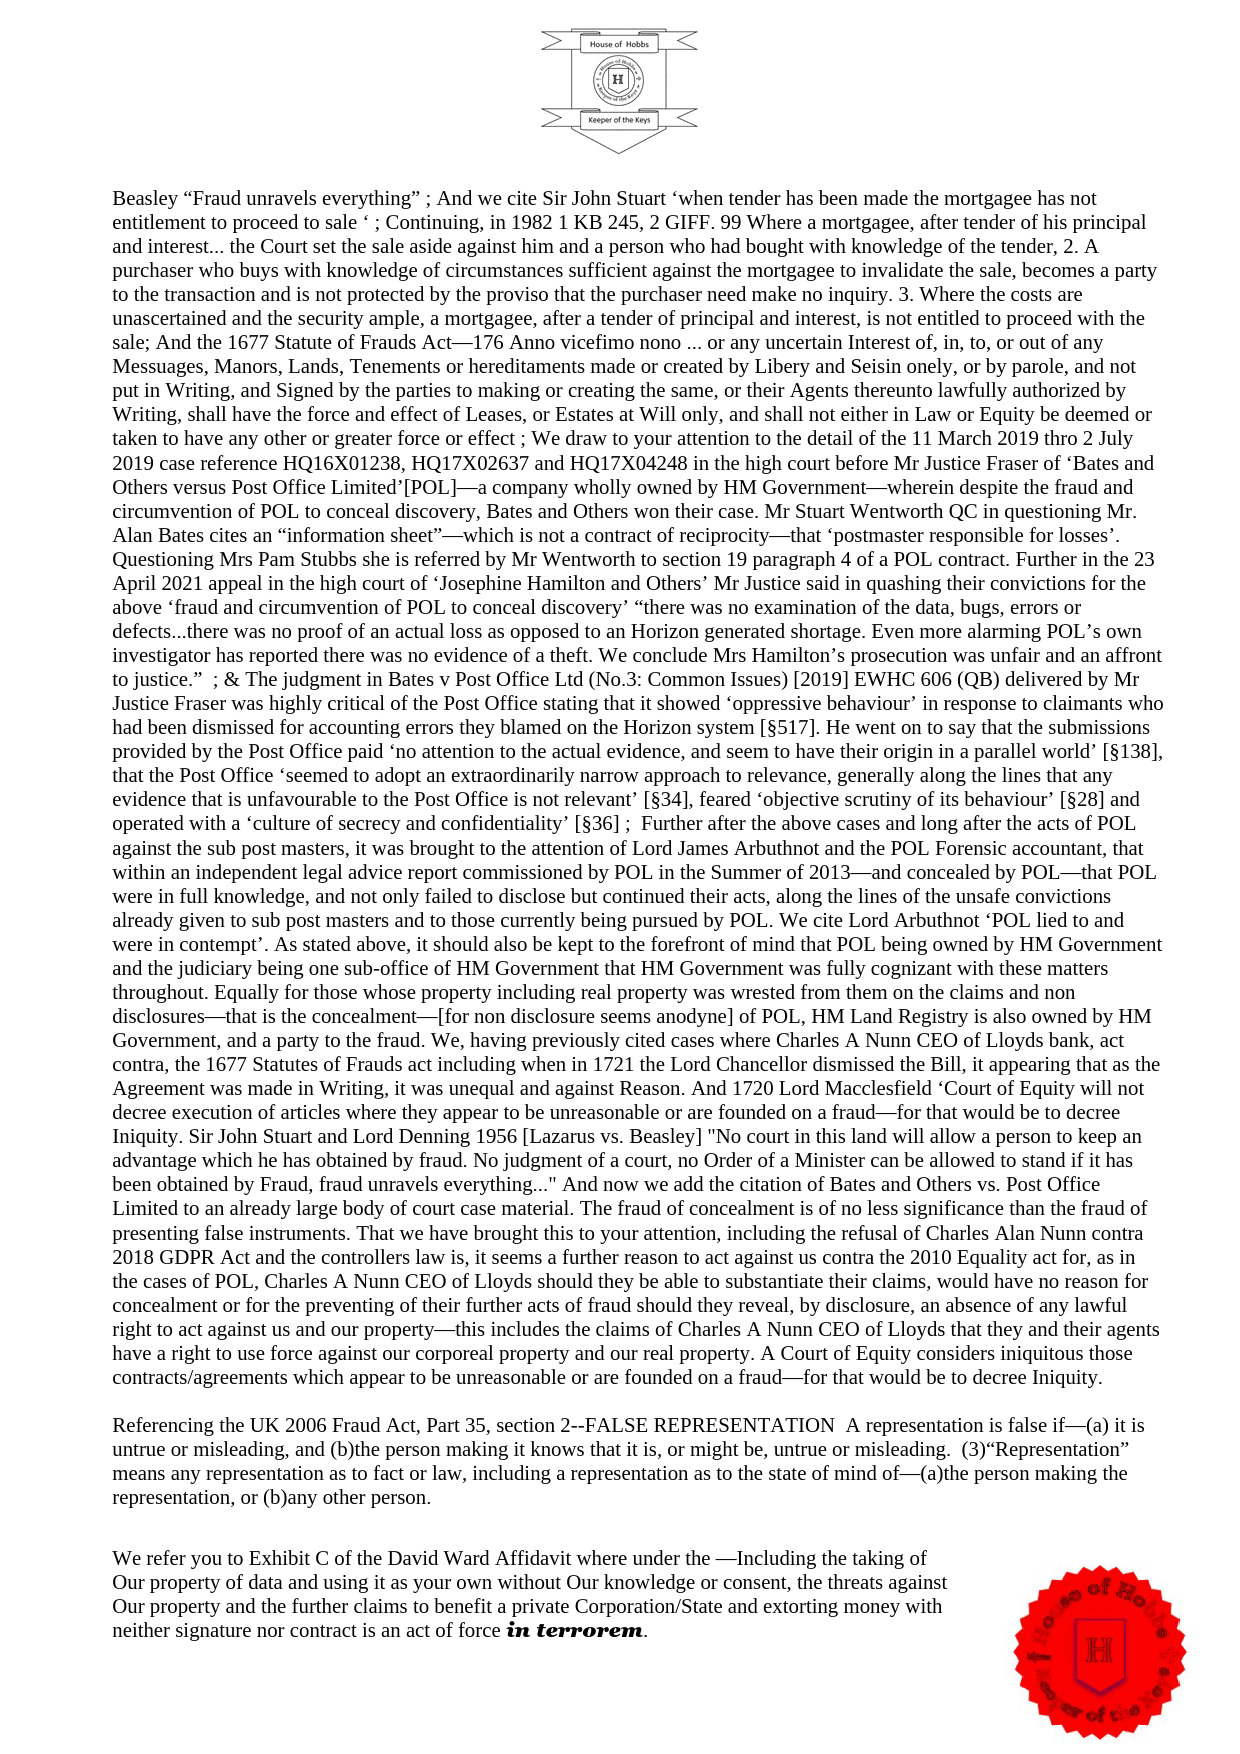 House of Hobbs
House of Hobbs
H
Keeper of the Keys
Keeper of the Keys
Beasley “Fraud unravels everything” ; And we cite Sir John Stuart ‘when tender has been made the mortgagee has not
entitlement to proceed to sale ‘ ; Continuing, in 1982 1 KB 245, 2 GIFF. 99 Where a mortgagee, after tender of his principal
and interest... the Court set the sale aside against him and a person who had bought with knowledge of the tender, 2. A
purchaser who buys with knowledge of circumstances sufficient against the mortgagee to invalidate the sale, becomes a party
to the transaction and is not protected by the proviso that the purchaser need make no inquiry. 3. Where the costs are
unascertained and the security ample, a mortgagee, after a tender of principal and interest, is not entitled to proceed with the
sale; And the 1677 Statute of Frauds Act—176 Anno vicefimo nono ... or any uncertain Interest of, in, to, or out of any
Messuages, Manors, Lands, Tenements or hereditaments made or created by Libery and Seisin onely, or by parole, and not
put in Writing, and Signed by the parties to making or creating the same, or their Agents thereunto lawfully authorized by
Writing, shall have the force and effect of Leases, or Estates at Will only, and shall not either in Law or Equity be deemed or
taken to have any other or greater force or effect ; We draw to your attention to the detail of the 11 March 2019 thro 2 July
2019 case reference HQ16X01238, HQ17X02637 and HQ17X04248 in the high court before Mr Justice Fraser of ‘Bates and
Others versus Post Office Limited’[POL]—a company wholly owned by HM Government—wherein despite the fraud and
circumvention of POL to conceal discovery, Bates and Others won their case. Mr Stuart Wentworth QC in questioning Mr.
Alan Bates cites an “information sheet”—which is not a contract of reciprocity—that ‘postmaster responsible for losses’.
Questioning Mrs Pam Stubbs she is referred by Mr Wentworth to section 19 paragraph 4 of a POL contract. Further in the 23
April 2021 appeal in the high court of ‘Josephine Hamilton and Others’ Mr Justice said in quashing their convictions for the
above ‘fraud and circumvention of POL to conceal discovery’ “there was no examination of the data, bugs, errors or
defects...there was no proof of an actual loss as opposed to an Horizon generated shortage. Even more alarming POL’s own
investigator has reported there was no evidence of a theft. We conclude Mrs Hamilton’s prosecution was unfair and an affront
to justice.”  ; & The judgment in Bates v Post Office Ltd (No.3: Common Issues) [2019] EWHC 606 (QB) delivered by Mr
Justice Fraser was highly critical of the Post Office stating that it showed ‘oppressive behaviour’ in response to claimants who
had been dismissed for accounting errors they blamed on the Horizon system [§517]. He went on to say that the submissions
provided by the Post Office paid ‘no attention to the actual evidence, and seem to have their origin in a parallel world’ [§138],
that the Post Office ‘seemed to adopt an extraordinarily narrow approach to relevance, generally along the lines that any
evidence that is unfavourable to the Post Office is not relevant’ [§34], feared ‘objective scrutiny of its behaviour’ [§28] and
operated with a ‘culture of secrecy and confidentiality’ [§36] ;  Further after the above cases and long after the acts of POL
against the sub post masters, it was brought to the attention of Lord James Arbuthnot and the POL Forensic accountant, that
within an independent legal advice report commissioned by POL in the Summer of 2013—and concealed by POL—that POL
were in full knowledge, and not only failed to disclose but continued their acts, along the lines of the unsafe convictions
already given to sub post masters and to those currently being pursued by POL. We cite Lord Arbuthnot ‘POL lied to and
were in contempt’. As stated above, it should also be kept to the forefront of mind that POL being owned by HM Government
and the judiciary being one sub-office of HM Government that HM Government was fully cognizant with these matters
throughout. Equally for those whose property including real property was wrested from them on the claims and non
disclosures—that is the concealment—[for non disclosure seems anodyne] of POL, HM Land Registry is also owned by HM
Government, and a party to the fraud. We, having previously cited cases where Charles A Nunn CEO of Lloyds bank, act
contra, the 1677 Statutes of Frauds act including when in 1721 the Lord Chancellor dismissed the Bill, it appearing that as the
Agreement was made in Writing, it was unequal and against Reason. And 1720 Lord Macclesfield ‘Court of Equity will not
decree execution of articles where they appear to be unreasonable or are founded on a fraud—for that would be to decree
Iniquity. Sir John Stuart and Lord Denning 1956 [Lazarus vs. Beasley] "No court in this land will allow a person to keep an
advantage which he has obtained by fraud. No judgment of a court, no Order of a Minister can be allowed to stand if it has
been obtained by Fraud, fraud unravels everything..." And now we add the citation of Bates and Others vs. Post Office
Limited to an already large body of court case material. The fraud of concealment is of no less significance than the fraud of
presenting false instruments. That we have brought this to your attention, including the refusal of Charles Alan Nunn contra
2018 GDPR Act and the controllers law is, it seems a further reason to act against us contra the 2010 Equality act for, as in
the cases of POL, Charles A Nunn CEO of Lloyds should they be able to substantiate their claims, would have no reason for
concealment or for the preventing of their further acts of fraud should they reveal, by disclosure, an absence of any lawful
right to act against us and our property—this includes the claims of Charles A Nunn CEO of Lloyds that they and their agents
have a right to use force against our corporeal property and our real property. A Court of Equity considers iniquitous those
contracts/agreements which appear to be unreasonable or are founded on a fraud—for that would be to decree Iniquity.
Referencing the UK 2006 Fraud Act, Part 35, section 2--FALSE REPRESENTATION  A representation is false if—(a) it is
untrue or misleading, and (b)the person making it knows that it is, or might be, untrue or misleading.  (3)“Representation”
means any representation as to fact or law, including a representation as to the state of mind of—(a)the person making the
representation, or (b)any other person.
We refer you to Exhibit C of the David Ward Affidavit where under the —Including the taking of
Our property of data and using it as your own without Our knowledge or consent, the threats against
Our property and the further claims to benefit a private Corporation/State and extorting money with
neither signature nor contract is an act of force in terrorem.
House of Hobbs
H